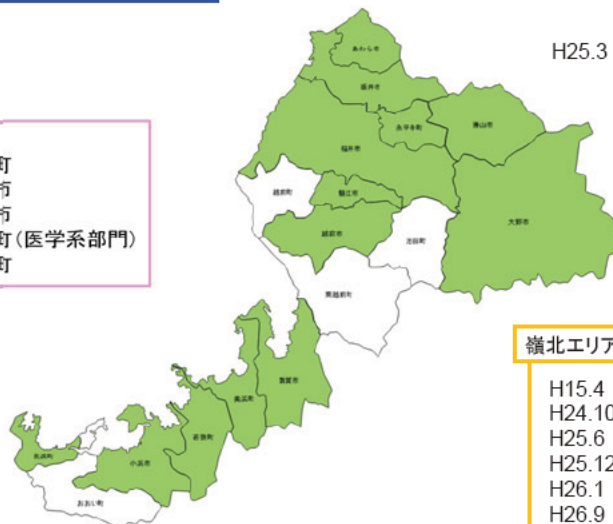 H25.3
町
市
市
町(医学系部門)
町
あわら市
坂井市
永平寺町
勝山市
福井市
越前町
鯖江市
大野市
越前市
池田町
南越前町
敦賀市
美浜町
若狭町
高浜町
小浜市
おおい町
嶺北エリア
H15.4
H24.10
H25.6
H25.12
H26.1
H26.9